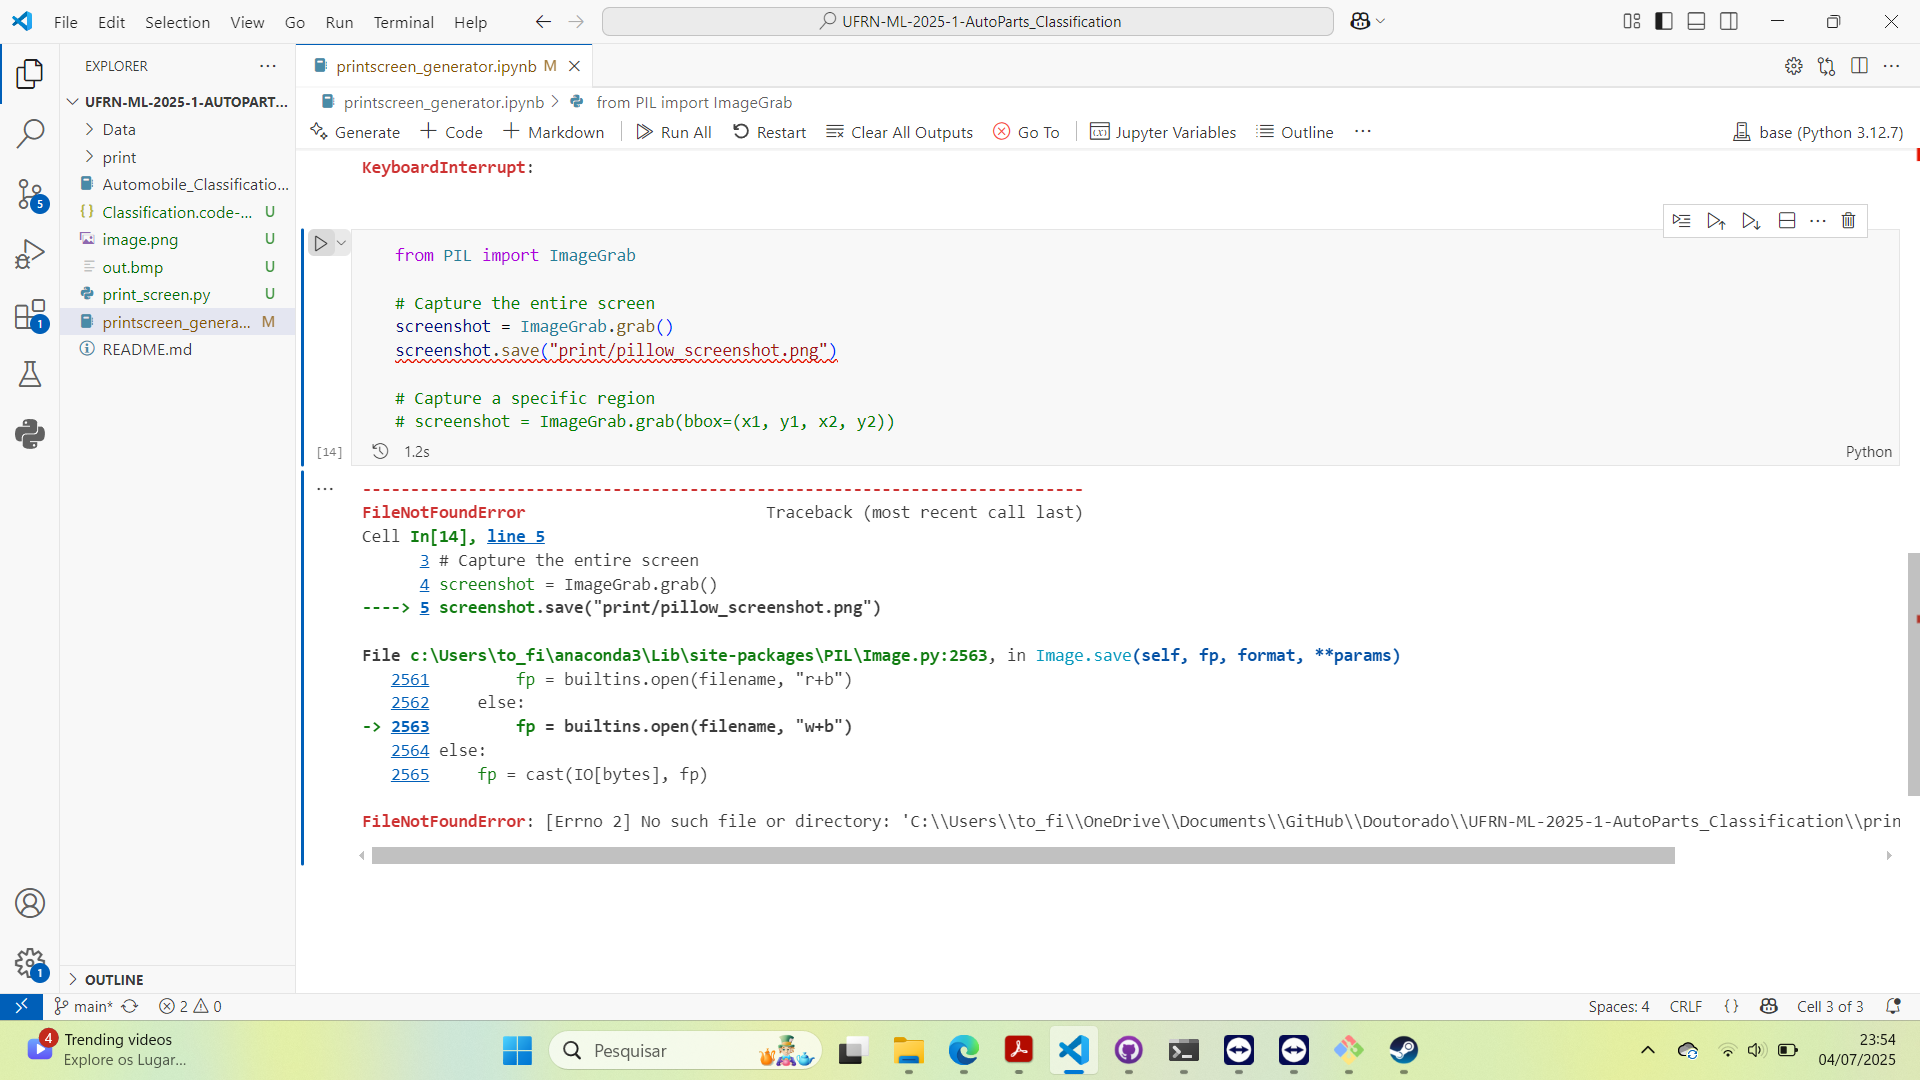 File Edit Selection View Go Run Terminal Help
UFRN-ML-2025-1-AutoParts_Classification
EXPLORER
UFRN-ML-2025-1-AUTOPART...
Data
print
Automobile_Classificatio...
Classification.code-... U
image.png U
out.bmp U
print_screen.py U
printscreen_genera... M
README.md
OUTLINE
5
1
1
printscreen_generator.ipynb M
printscreen_generator.ipynb > from PIL import ImageGrab
Generate + Code + Markdown Run All Restart Clear All Outputs Go To Jupyter Variables Outline ...
base (Python 3.12.7)
KeyboardInterrupt:
from PIL import ImageGrab
# Capture the entire screen
screenshot = ImageGrab.grab()
screenshot.save("print/pillow_screenshot.png")
# Capture a specific region
# screenshot = ImageGrab.grab(bbox=(x1, y1, x2, y2))
[14] 1.2s Python
---------------------------------------------------------------------------
FileNotFoundError Traceback (most recent call last)
Cell In[14], line 5
3 # Capture the entire screen
4 screenshot = ImageGrab.grab()
----> 5 screenshot.save("print/pillow_screenshot.png")
File c:\Users\to_fi\anaconda3\Lib\site-packages\PIL\Image.py:2563, in Image.save(self, fp, format, **params)
2561 fp = builtins.open(filename, "r+b")
2562 else:
-> 2563 fp = builtins.open(filename, "w+b")
2564 else:
2565 fp = cast(IO[bytes], fp)
FileNotFoundError: [Errno 2] No such file or directory: 'C:\\Users\\to_fi\\OneDrive\\Documents\\GitHub\\Doutorado\\UFRN-ML-2025-1-AutoParts_Classification\\prin
main* 2 0
Spaces: 4 CRLF { } Cell 3 of 3
4
Trending videos
Explore os Lugar...
Pesquisar
23:54
04/07/2025